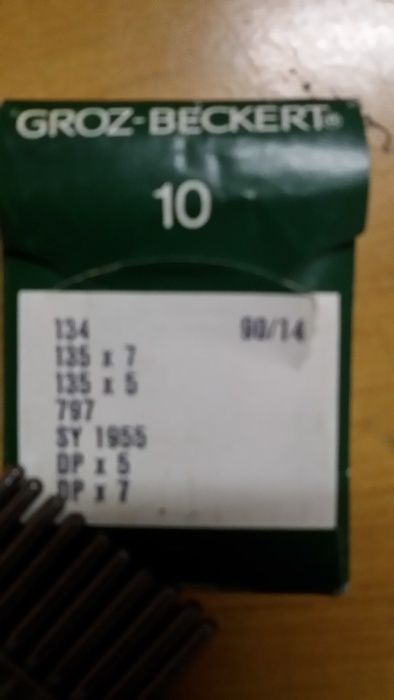 GROZ-BECKERT®
10
134 90/14
135 x 7
135 x 5
797
SY 1955
DP x 5
DP x 7